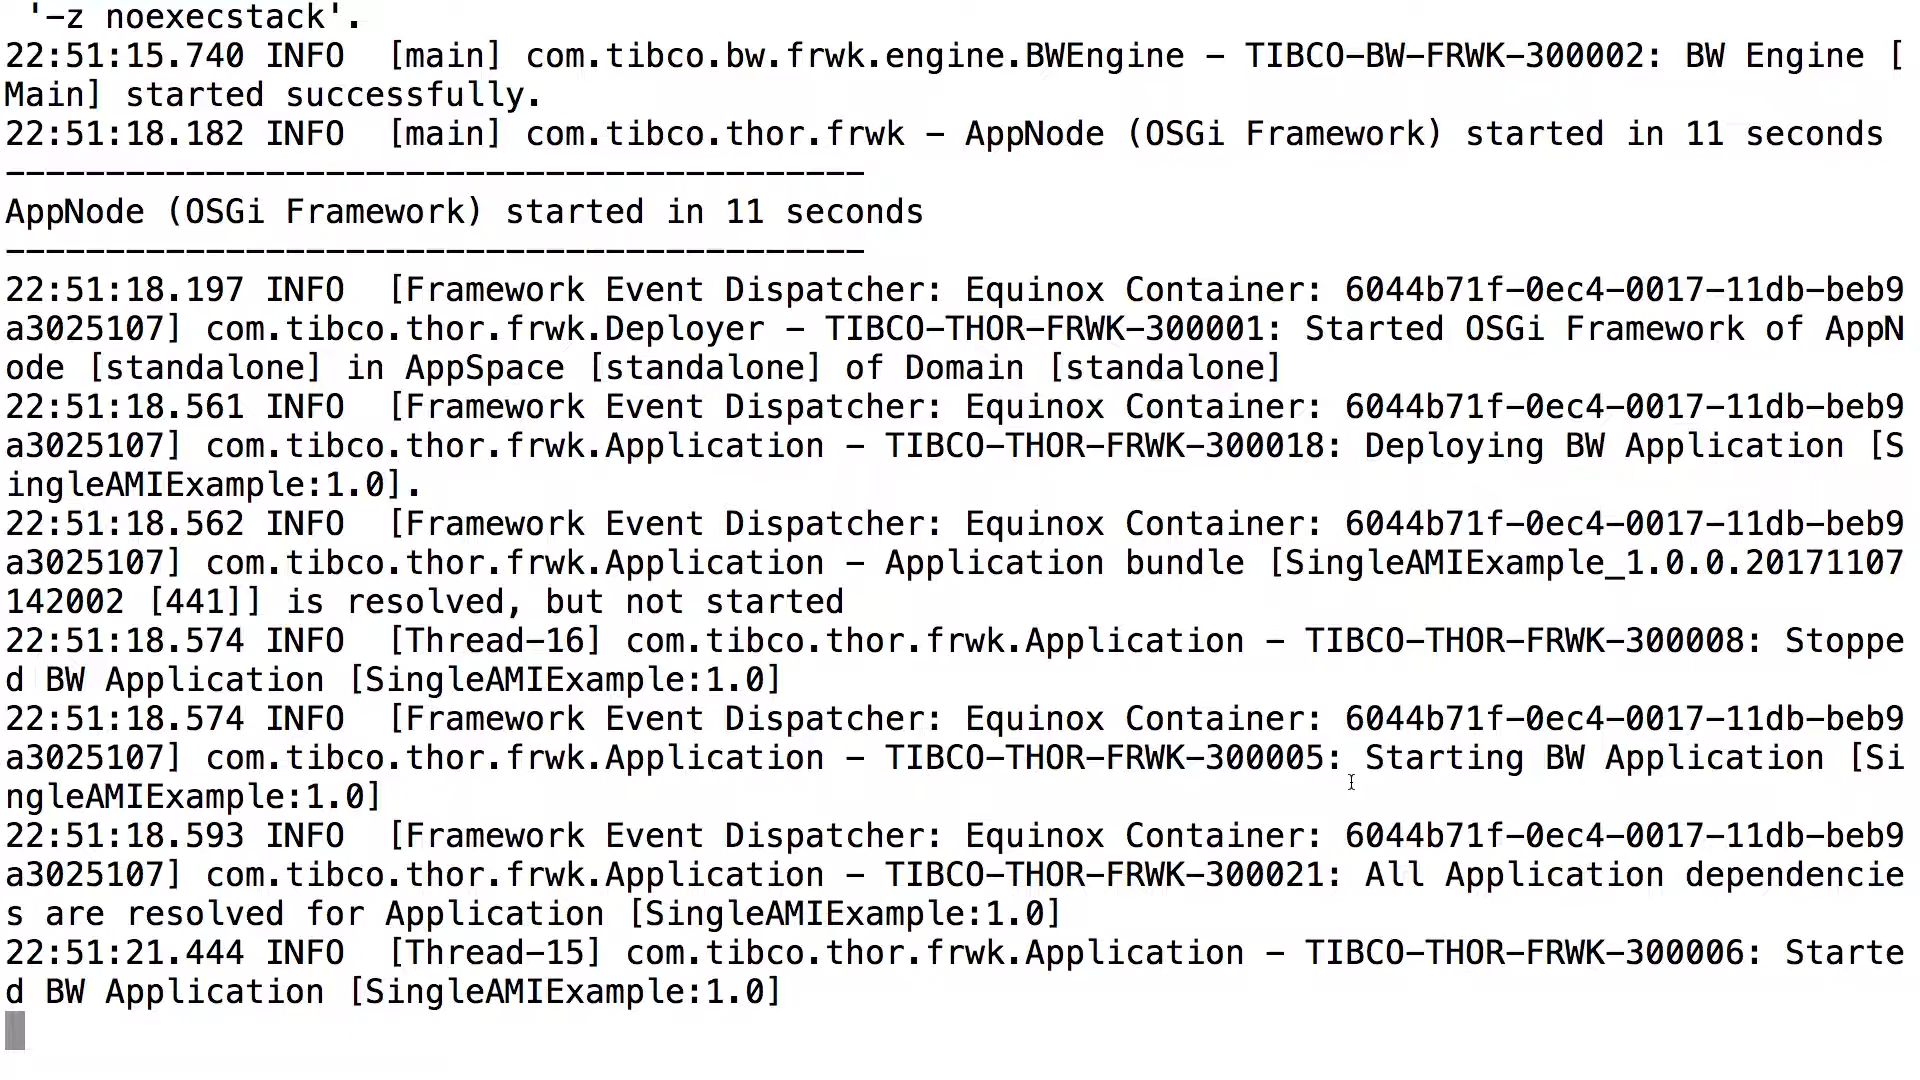 '-z noexecstack'.
22:51:15.740 INFO  [main] com.tibco.bw.frwk.engine.BWEngine - TIBCO-BW-FRWK-300002: BW Engine [
Main] started successfully.
22:51:18.182 INFO  [main] com.tibco.thor.frwk - AppNode (OSGi Framework) started in 11 seconds
-------------------------------------------
AppNode (OSGi Framework) started in 11 seconds
-------------------------------------------
22:51:18.197 INFO  [Framework Event Dispatcher: Equinox Container: 6044b71f-0ec4-0017-11db-beb9
a3025107] com.tibco.thor.frwk.Deployer - TIBCO-THOR-FRWK-300001: Started OSGi Framework of AppN
ode [standalone] in AppSpace [standalone] of Domain [standalone]
22:51:18.561 INFO  [Framework Event Dispatcher: Equinox Container: 6044b71f-0ec4-0017-11db-beb9
a3025107] com.tibco.thor.frwk.Application - TIBCO-THOR-FRWK-300018: Deploying BW Application [S
ingleAMIExample:1.0].
22:51:18.562 INFO  [Framework Event Dispatcher: Equinox Container: 6044b71f-0ec4-0017-11db-beb9
a3025107] com.tibco.thor.frwk.Application - Application bundle [SingleAMIExample_1.0.0.20171107
142002 [441]] is resolved, but not started
22:51:18.574 INFO  [Thread-16] com.tibco.thor.frwk.Application - TIBCO-THOR-FRWK-300008: Stoppe
d BW Application [SingleAMIExample:1.0]
22:51:18.574 INFO  [Framework Event Dispatcher: Equinox Container: 6044b71f-0ec4-0017-11db-beb9
a3025107] com.tibco.thor.frwk.Application - TIBCO-THOR-FRWK-300005: Starting BW Application [Si
ngleAMIExample:1.0]
22:51:18.593 INFO  [Framework Event Dispatcher: Equinox Container: 6044b71f-0ec4-0017-11db-beb9
a3025107] com.tibco.thor.frwk.Application - TIBCO-THOR-FRWK-300021: All Application dependencie
s are resolved for Application [SingleAMIExample:1.0]
22:51:21.444 INFO  [Thread-15] com.tibco.thor.frwk.Application - TIBCO-THOR-FRWK-300006: Starte
d BW Application [SingleAMIExample:1.0]